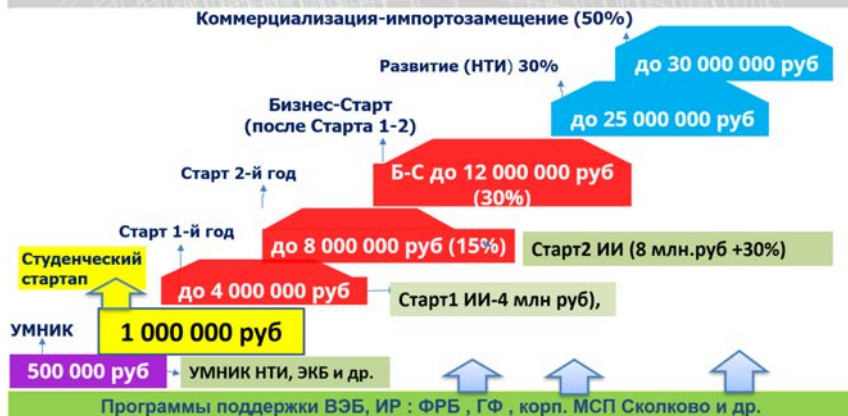 Коммерциализация-импортозамещение (50%)
до 30 000 000 руб
Развитие (НТИ) 30%
до 25 000 000 руб
Бизнес-Старт
(после Старта 1-2)
Б-С до 12 000 000 руб
(30%)
Старт 2-й год
до 8 000 000 руб (15%)
Старт2 ИИ (8 млн.руб +30%)
Старт 1-й год
до 4 000 000 руб
Старт1 ИИ-4 млн руб),
Студенческий
стартап
1 000 000 руб
УМНИК
500 000 руб
УМНИК НТИ, ЭКБ и др.
Программы поддержки ВЭБ, ИР : ФРБ , ГФ , корп. МСП Сколково и др.